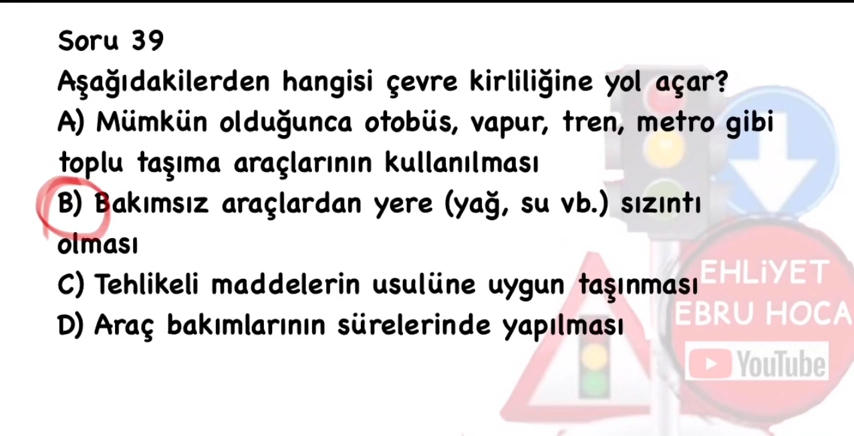 Soru 39
Aşağıdakilerden hangisi çevre kirliliğine yol açar?
A) Mümkün olduğunca otobüs, vapur, tren, metro gibi
toplu taşıma araçlarının kullanılması
B) Bakımsız araçlardan yere (yağ, su vb.) sızıntı
olması
C) Tehlikeli maddelerin usulüne uygun taşınması
D) Araç bakımlarının sürelerinde yapılması
EHLİYET
EBRU HOCA
YouTube